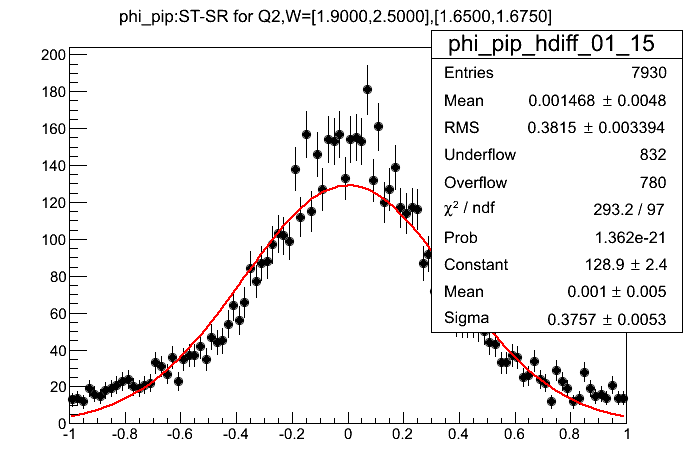 phi_pip:ST-SR for Q2,W=[1.9000,2.5000],[1.6500,1.6750]
phi_pip_hdiff_01_15
Entries 7930
Mean 0.001468 ± 0.0048
RMS 0.3815 ± 0.003394
Underflow 832
Overflow 780
χ² / ndf 293.2 / 97
Prob 1.362e-21
Constant 128.9 ± 2.4
Mean 0.001 ± 0.005
Sigma 0.3757 ± 0.0053
200
180
160
140
120
100
80
60
40
20
0
-1 -0.8 -0.6 -0.4 -0.2 0 0.2 0.4 0.6 0.8 1